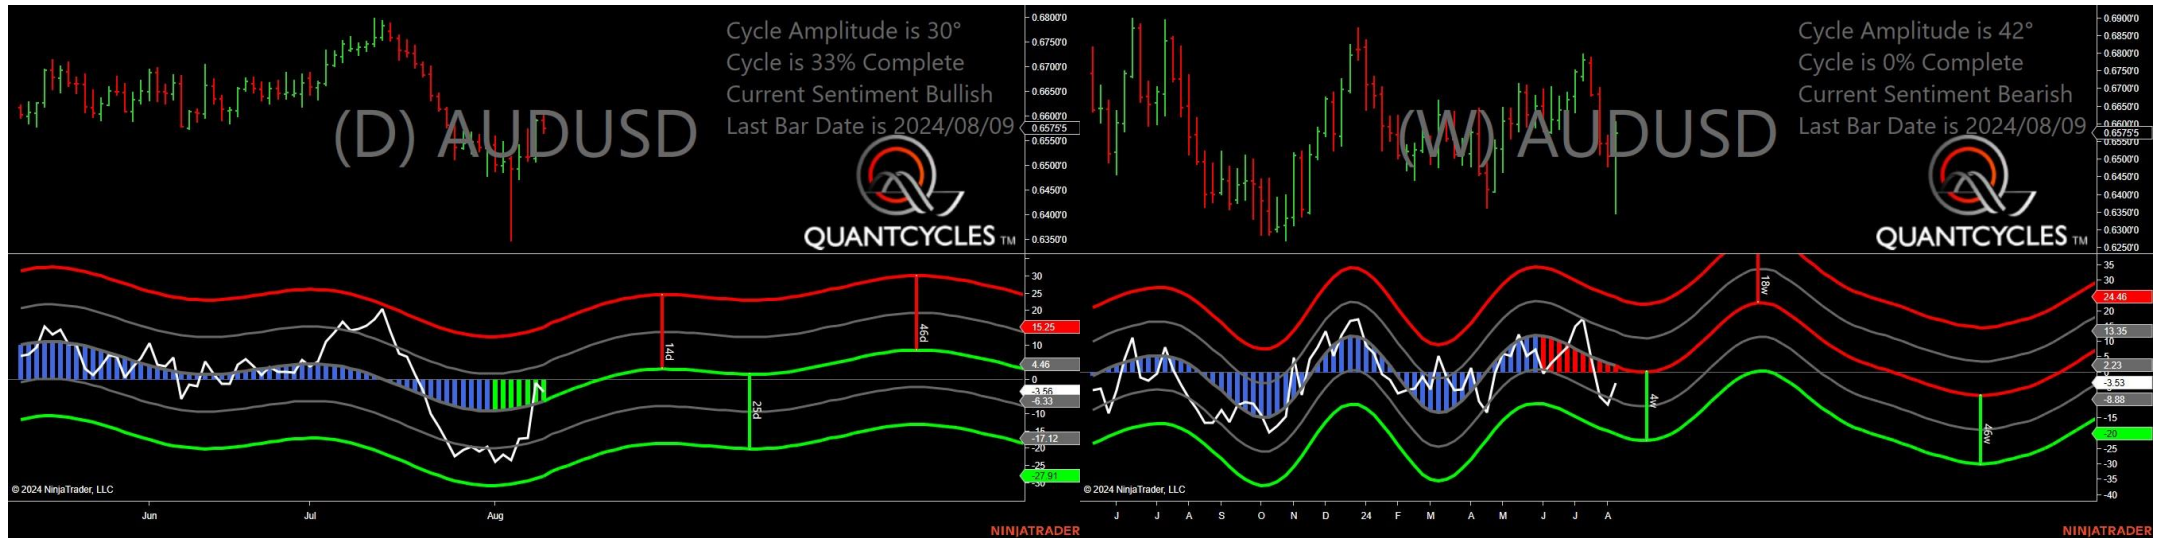 Cycle Amplitude is 30°
Cycle is 33% Complete
Current Sentiment Bullish
Last Bar Date is 2024/08/09
(D) AUDUSD
QUANTCYCLES TM
0.6800'0
0.6750'0
0.6700'0
0.6650'0
0.6600'0
0.6575'5
0.6550'0
0.6500'0
0.6450'0
0.6400'0
0.6350'0
30
25
20
15.25
10
4.46
0
-3.56
-6.33
-10
-17.12
-20
-25
-27.91
-30
14d
25d
46d
© 2024 NinjaTrader, LLC
Jun
Jul
Aug
NINJATRADER
Cycle Amplitude is 42°
Cycle is 0% Complete
Current Sentiment Bearish
Last Bar Date is 2024/08/09
(W) AUDUSD
QUANTCYCLES TM
0.6900'0
0.6850'0
0.6800'0
0.6750'0
0.6700'0
0.6650'0
0.6600'0
0.6575'5
0.6550'0
0.6500'0
0.6450'0
0.6400'0
0.6350'0
0.6300'0
0.6250'0
35
30
24.46
20
13.35
10
5
2.23
-3.53
-8.88
-15
-20
-25
-30
-35
-40
18w
4w
46w
© 2024 NinjaTrader, LLC
J J A S O N D 24 F M A M J J A
NINJATRADER